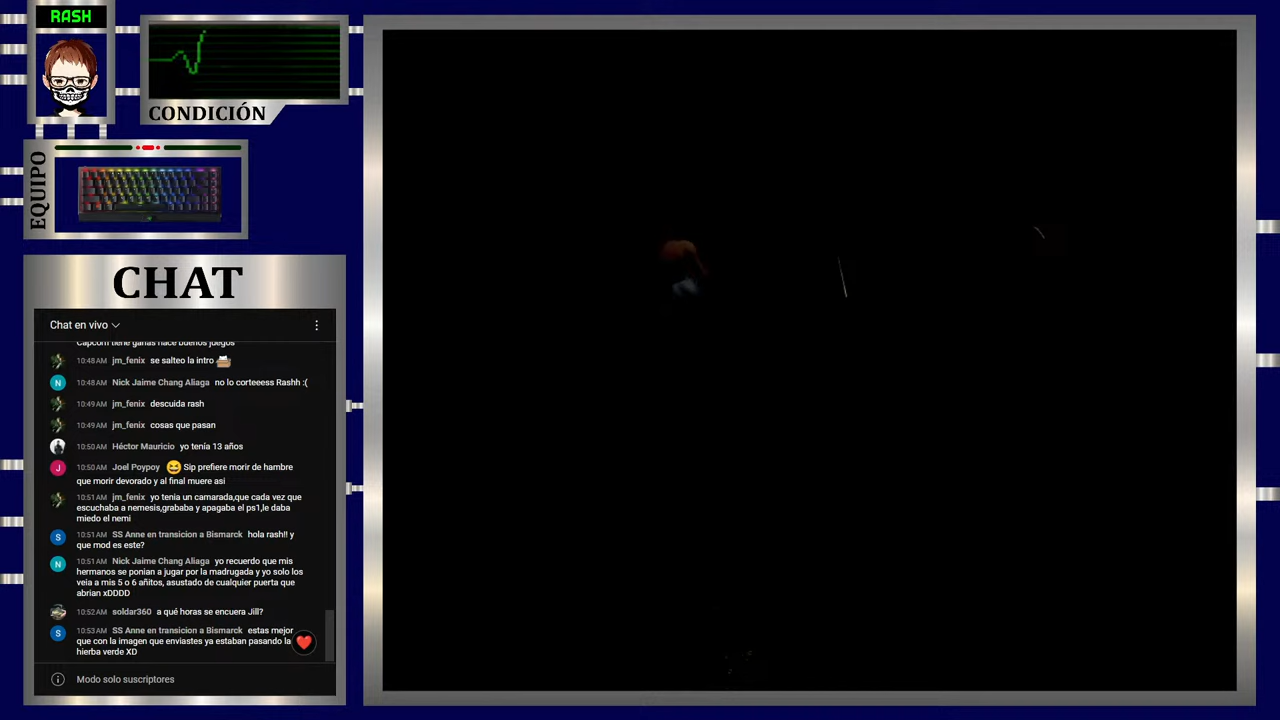 RASH
CONDICIÓN
EQUIPO
CHAT
Chat en vivo
Capcom tiene ganas hace buenos juegos
10:48 AM jm_fenix se salteo la intro
N 10:48 AM Nick Jaime Chang Aliaga no lo corteeess Rashh :(
10:49 AM jm_fenix descuida rash
10:49 AM jm_fenix cosas que pasan
10:50 AM Héctor Mauricio yo tenía 13 años
J 10:50 AM Joel Poypoy 😆 Sip prefiere morir de hambre
que morir devorado y al final muere asi
10:51 AM jm_fenix yo tenia un camarada,que cada vez que
escuchaba a nemesis,grababa y apagaba el ps1,le daba
miedo el nemi
S 10:51 AM SS Anne en transicion a Bismarck hola rash!! y
que mod es este?
N 10:51 AM Nick Jaime Chang Aliaga yo recuerdo que mis
hermanos se ponian a jugar por la madrugada y yo solo los
veia a mis 5 o 6 añitos, asustado de cualquier puerta que
abrian xDDDD
10:52 AM soldar360 a qué horas se encuera Jill?
S 10:53 AM SS Anne en transicion a Bismarck estas mejor
que con la imagen que enviastes ya estaban pasando la
hierba verde XD
Modo solo suscriptores